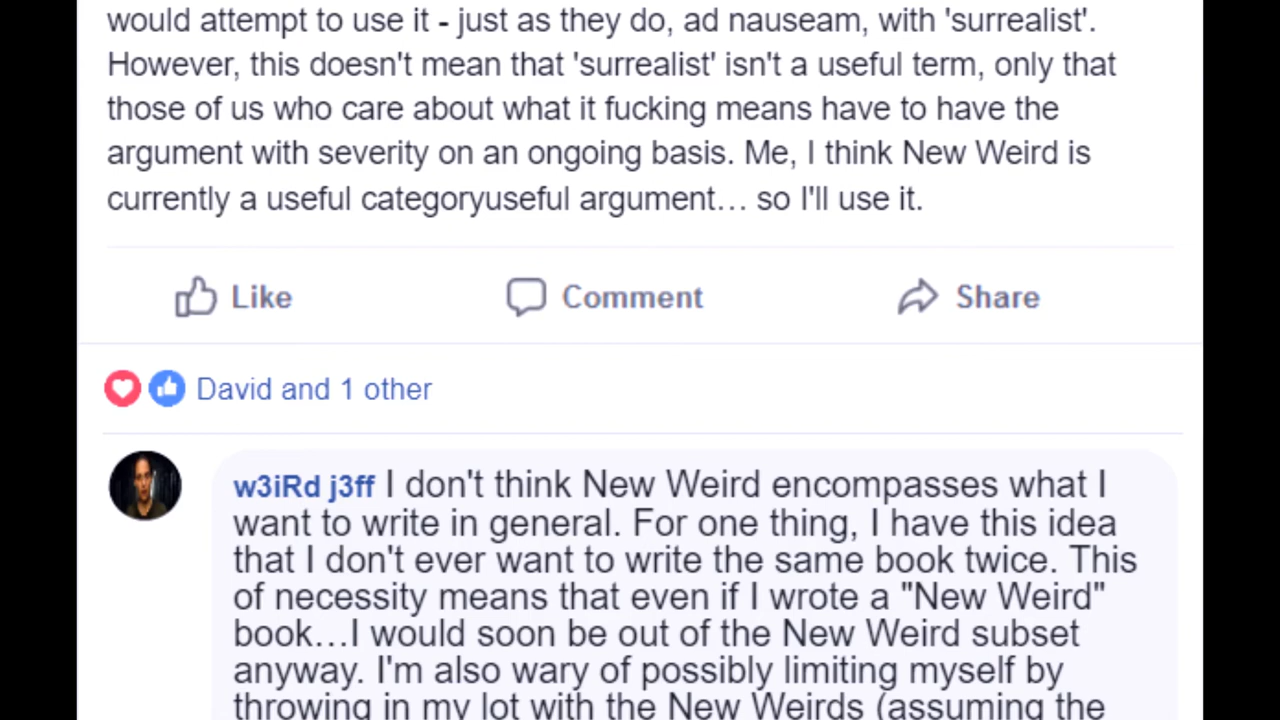 would attempt to use it - just as they do, ad nauseam, with 'surrealist'.
However, this doesn't mean that 'surrealist' isn't a useful term, only that
those of us who care about what it fucking means have to have the
argument with severity on an ongoing basis. Me, I think New Weird is
currently a useful categoryuseful argument… so I'll use it.
Like Comment Share
David and 1 other
w3iRd j3ff I don't think New Weird encompasses what I
want to write in general. For one thing, I have this idea
that I don't ever want to write the same book twice. This
of necessity means that even if I wrote a "New Weird"
book…I would soon be out of the New Weird subset
anyway. I'm also wary of possibly limiting myself by
throwing in my lot with the New Weirds (assuming the